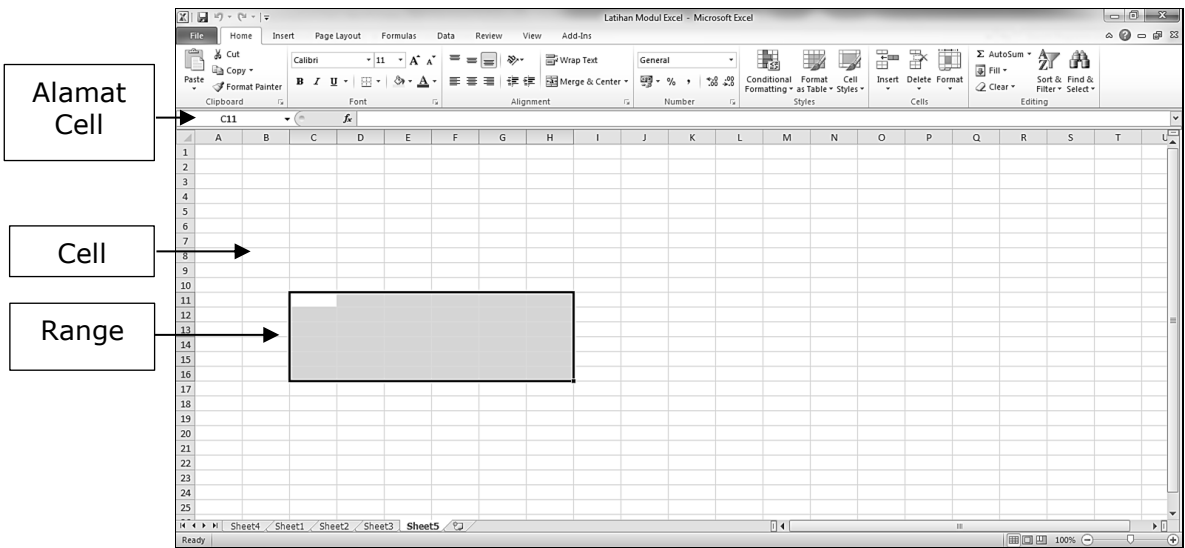 Latihan Modul Excel - Microsoft Excel
File Home Insert Page Layout Formulas Data Review View Add-Ins
Paste
Cut
Copy
Format Painter
Clipboard
Calibri 11
B I U
A A
A
Font
Wrap Text
Merge & Center
Alignment
General
% ,
Number
Conditional Formatting
Format as Table
Cell Styles
Styles
Insert Delete Format
Cells
Σ AutoSum
Fill
Clear
Sort & Filter
Find & Select
Editing
Alamat
Cell
C11 fx
A B C D E F G H I J K L M N O P Q R S T U
1
2
3
4
5
6
7
Cell
8
9
10
11
12
Range
13
14
15
16
17
18
19
20
21
22
23
24
25
Sheet4 Sheet1 Sheet2 Sheet3 Sheet5
Ready 100%